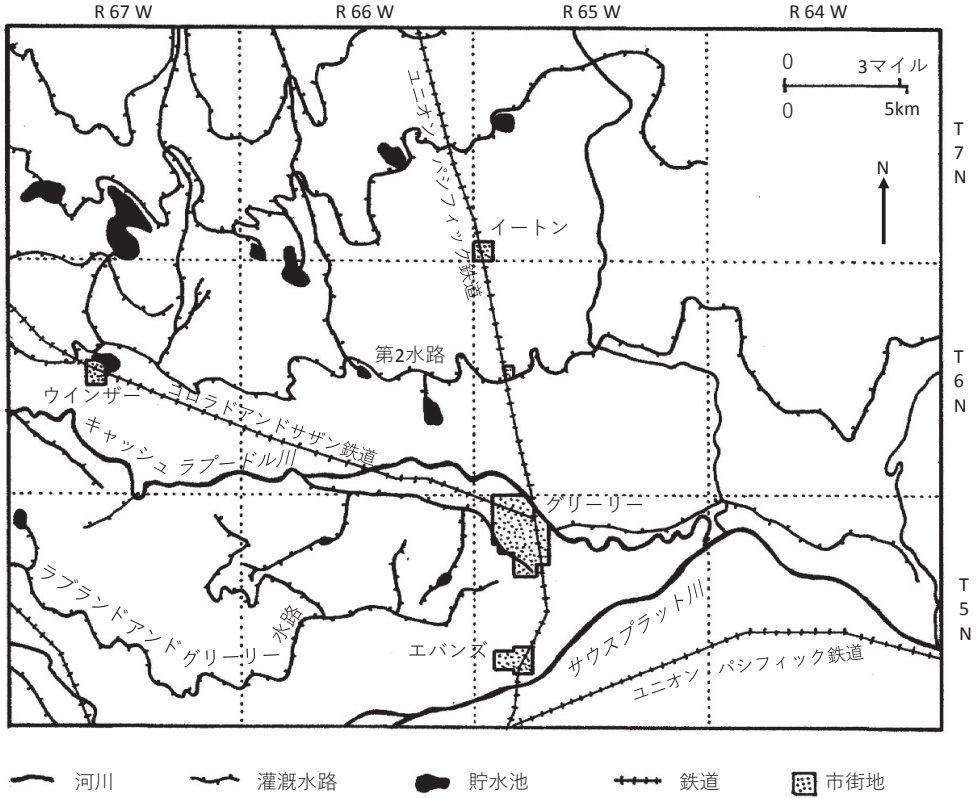 R 67 W
R 66 W
R 65 W
R 64 W
0
3マイル
0
5km
T
7
N
N
ユニオン パシフィック鉄道
イートン
第2水路
T
6
N
ウインザー
コロラドアンドサザン鉄道
キャッシュ ラプードル川
グリーリー
ラブランドアンドグリーリー水路
エバンズ
サウスプラット川
ユニオン パシフィック鉄道
T
5
N
河川
灌漑水路
貯水池
鉄道
市街地